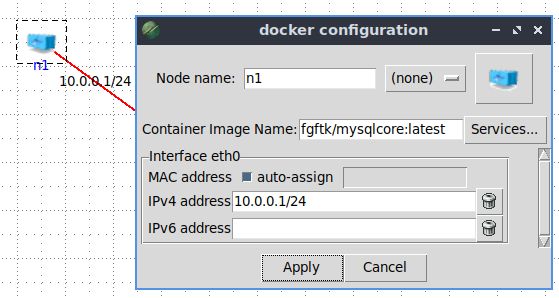 n1
10.0.0.1/24
docker configuration
Node name: n1 (none)
Container Image Name: fgftk/mysqlcore:latest Services...
Interface eth0
MAC address auto-assign
IPv4 address 10.0.0.1/24
IPv6 address
Apply Cancel